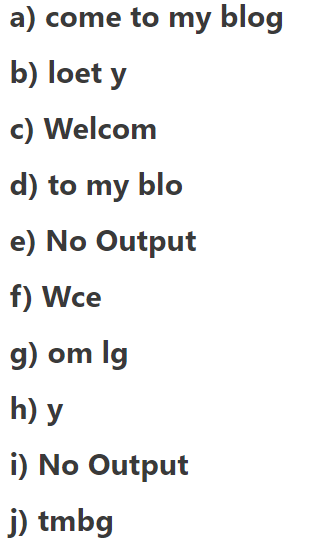 a) come to my blog
b) loet y
c) Welcom
d) to my blo
e) No Output
f) Wce
g) om lg
h) y
i) No Output
j) tmbg